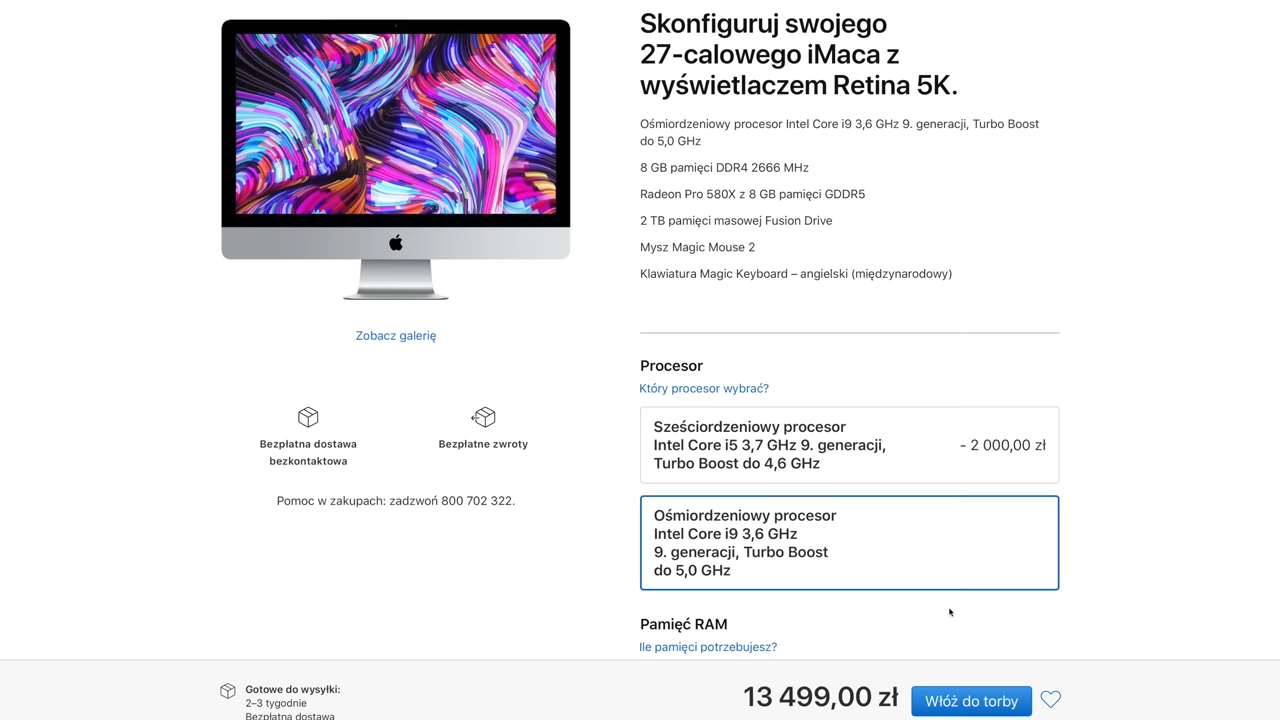 Skonfiguruj swojego
27-calowego iMaca z
wyświetlaczem Retina 5K.
Ośmiordzeniowy procesor Intel Core i9 3,6 GHz 9. generacji, Turbo Boost
do 5,0 GHz
8 GB pamięci DDR4 2666 MHz
Radeon Pro 580X z 8 GB pamięci GDDR5
2 TB pamięci masowej Fusion Drive
Mysz Magic Mouse 2
Klawiatura Magic Keyboard – angielski (międzynarodowy)
Zobacz galerię
Bezpłatna dostawa
bezkontaktowa
Bezpłatne zwroty
Pomoc w zakupach: zadzwoń 800 702 322.
Procesor
Który procesor wybrać?
Sześciordzeniowy procesor
Intel Core i5 3,7 GHz 9. generacji,
Turbo Boost do 4,6 GHz
- 2 000,00 zł
Ośmiordzeniowy procesor
Intel Core i9 3,6 GHz
9. generacji, Turbo Boost
do 5,0 GHz
Pamięć RAM
Ile pamięci potrzebujesz?
Gotowe do wysyłki:
2–3 tygodnie
Bezpłatna dostawa
13 499,00 zł
Włóż do torby